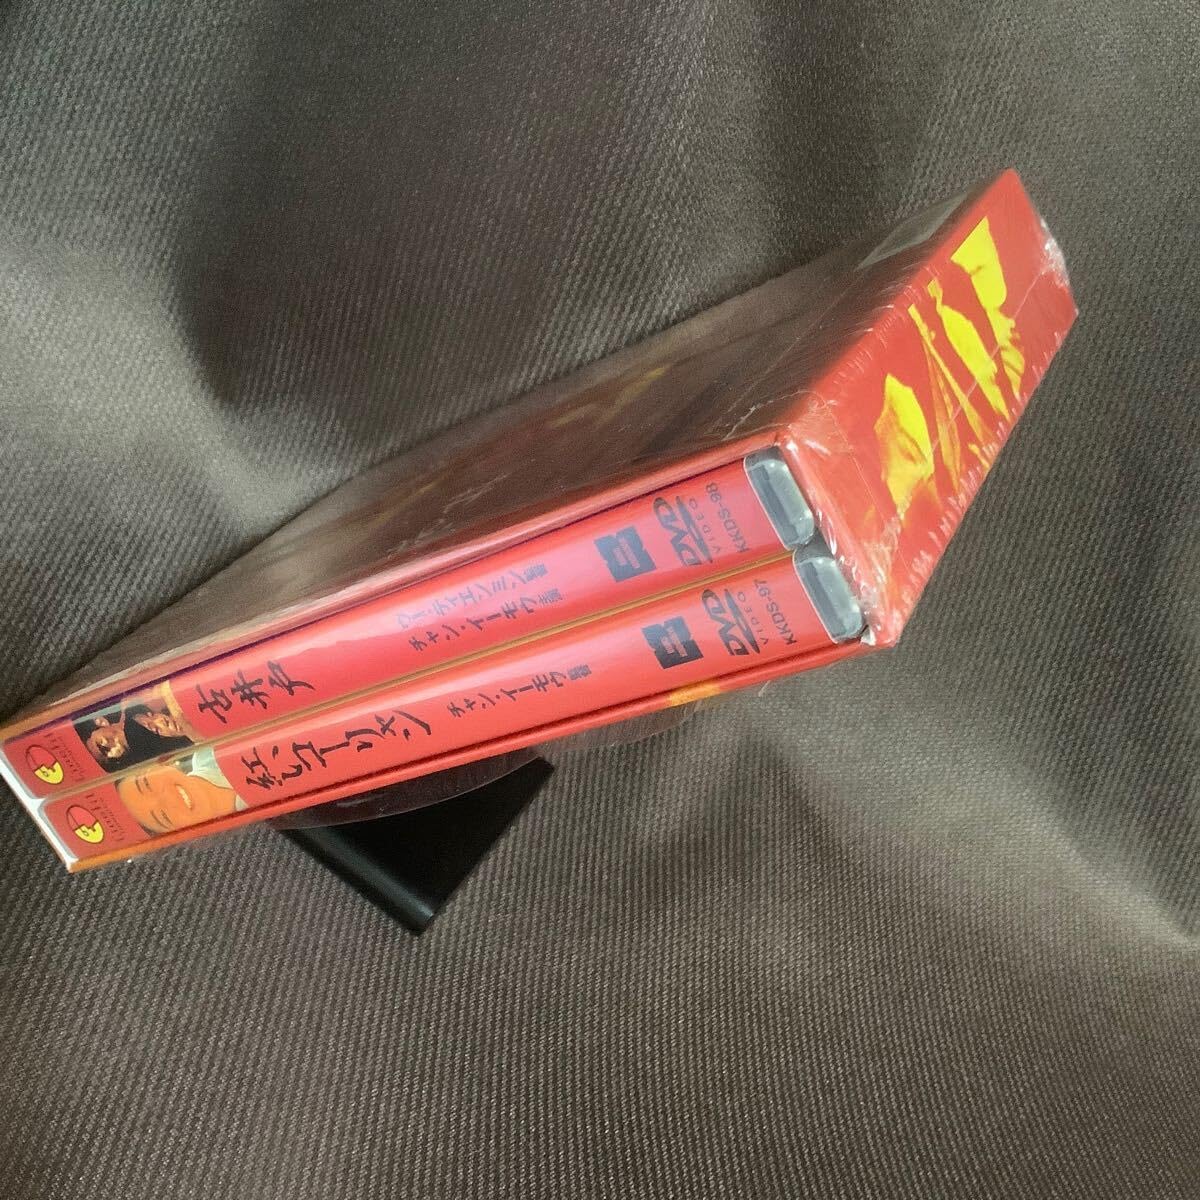 古井戸
ウー・ティエンミン監督
チャン・イーモウ主演
DVD
VIDEO
KKDS-98
紅いコーリャン
チャン・イーモウ監督
DVD
VIDEO
KKDS-97